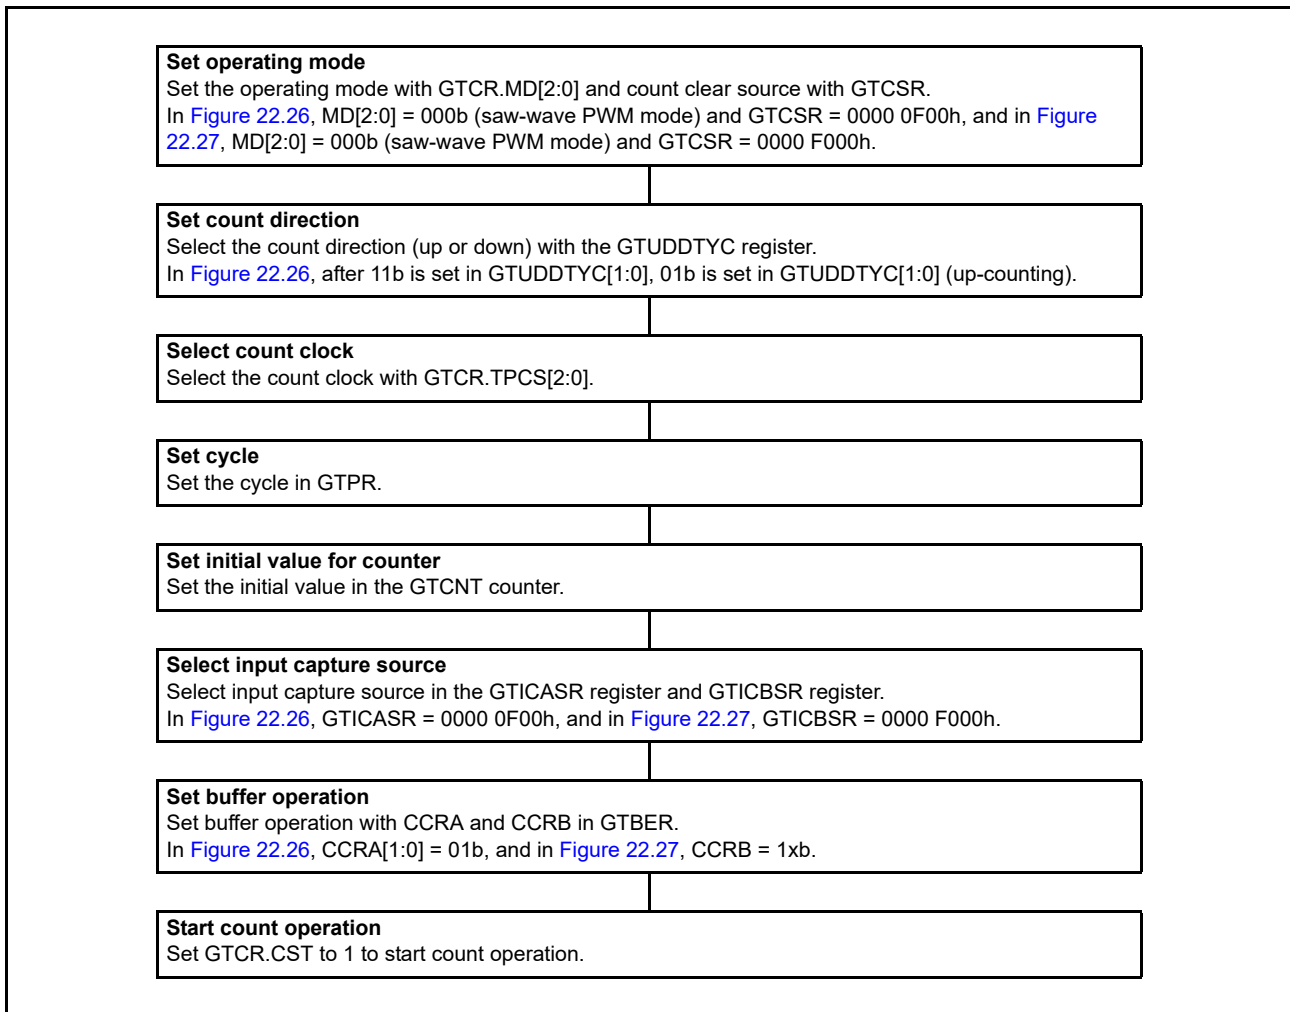 Set operating mode
Set the operating mode with GTCR.MD[2:0] and count clear source with GTCSR.
In Figure 22.26, MD[2:0] = 000b (saw-wave PWM mode) and GTCSR = 0000 0F00h, and in Figure
22.27, MD[2:0] = 000b (saw-wave PWM mode) and GTCSR = 0000 F000h.
Set count direction
Select the count direction (up or down) with the GTUDDTYC register.
In Figure 22.26, after 11b is set in GTUDDTYC[1:0], 01b is set in GTUDDTYC[1:0] (up-counting).
Select count clock
Select the count clock with GTCR.TPCS[2:0].
Set cycle
Set the cycle in GTPR.
Set initial value for counter
Set the initial value in the GTCNT counter.
Select input capture source
Select input capture source in the GTICASR register and GTICBSR register.
In Figure 22.26, GTICASR = 0000 0F00h, and in Figure 22.27, GTICBSR = 0000 F000h.
Set buffer operation
Set buffer operation with CCRA and CCRB in GTBER.
In Figure 22.26, CCRA[1:0] = 01b, and in Figure 22.27, CCRB = 1xb.
Start count operation
Set GTCR.CST to 1 to start count operation.